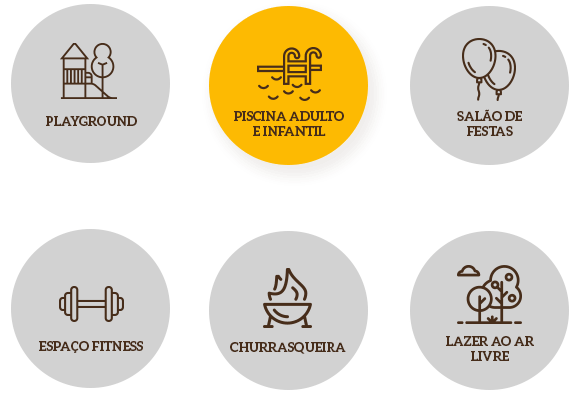 PLAYGROUND
PISCINA ADULTO
E INFANTIL
SALÃO DE
FESTAS
ESPAÇO FITNESS
CHURRASQUEIRA
LAZER AO AR
LIVRE